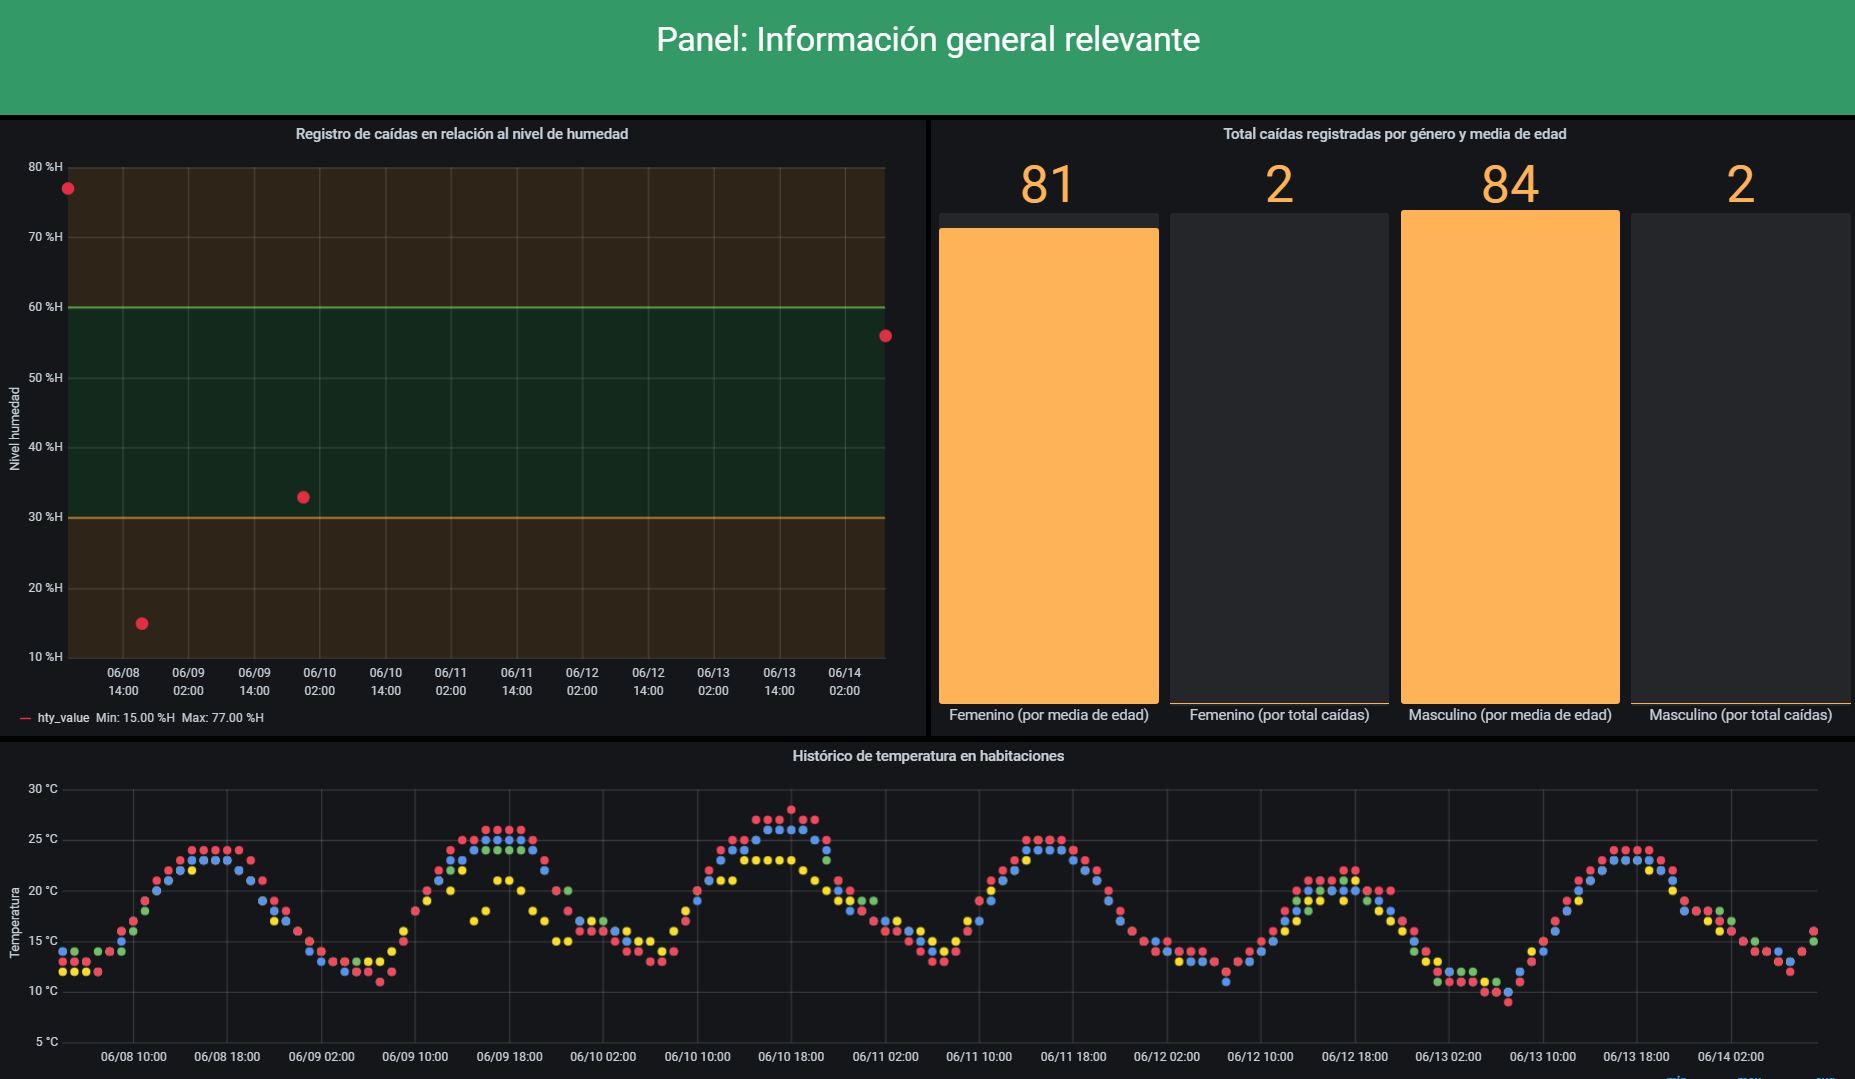 Panel: Información general relevante
Registro de caídas en relación al nivel de humedad
80 %H
70 %H
60 %H
50 %H
40 %H
30 %H
20 %H
10 %H
Nivel humedad
06/08 06/09 06/09 06/10 06/10 06/11 06/11 06/12 06/12 06/13 06/13 06/14
14:00 02:00 14:00 02:00 14:00 02:00 14:00 02:00 14:00 02:00 14:00 02:00
hty_value Min: 15.00 %H Max: 77.00 %H
Total caídas registradas por género y media de edad
81 2 84 2
Femenino (por media de edad) Femenino (por total caídas) Masculino (por media de edad) Masculino (por total caídas)
Histórico de temperatura en habitaciones
30 °C
25 °C
20 °C
15 °C
10 °C
5 °C
Temperatura
06/08 10:00 06/08 18:00 06/09 02:00 06/09 10:00 06/09 18:00 06/10 02:00 06/10 10:00 06/10 18:00 06/11 02:00 06/11 10:00 06/11 18:00 06/12 02:00 06/12 10:00 06/12 18:00 06/13 02:00 06/13 10:00 06/13 18:00 06/14 02:00